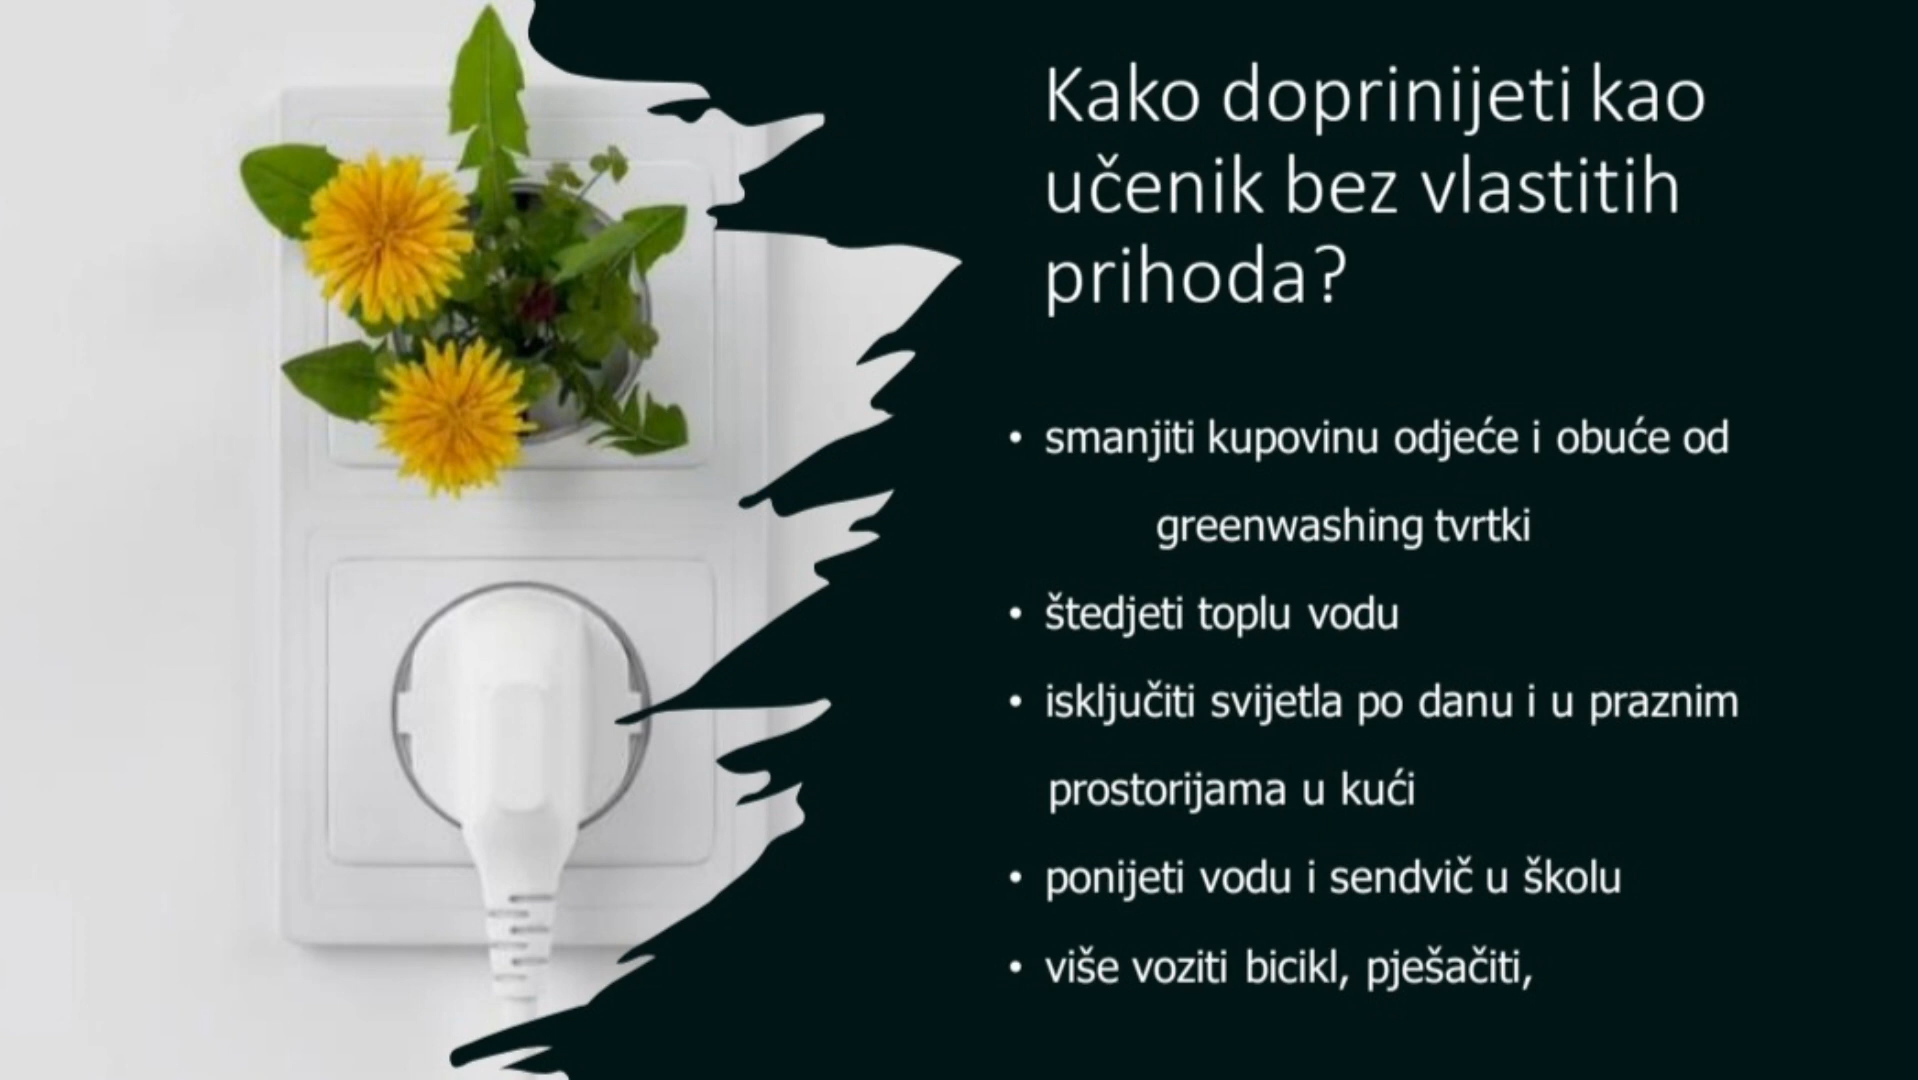 Kako doprinijeti kao
učenik bez vlastitih
prihoda?
• smanjiti kupovinu odjeće i obuće od
greenwashing tvrtki
• štedjeti toplu vodu
• isključiti svijetla po danu i u praznim
prostorijama u kući
• ponijeti vodu i sendvič u školu
• više voziti bicikl, pješačiti,